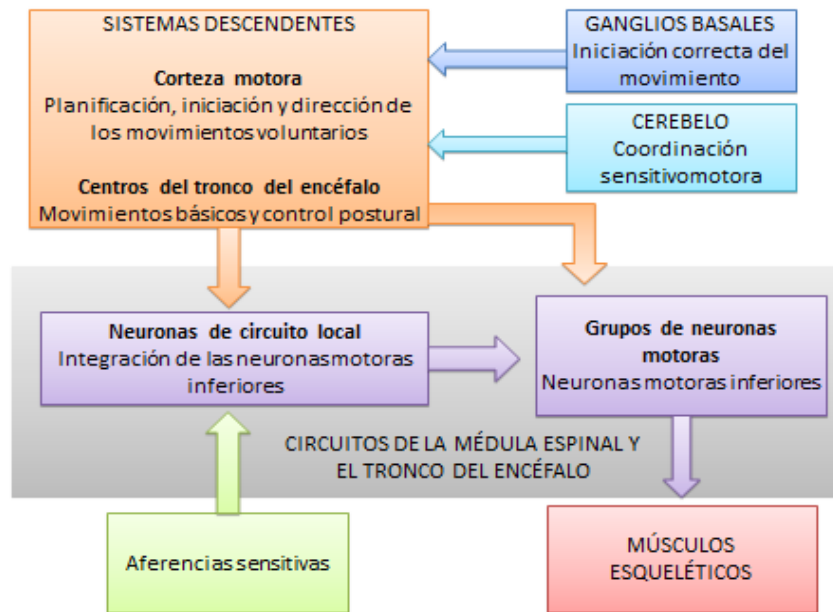 SISTEMAS DESCENDENTES
Corteza motora
Planificación, iniciación y dirección de
los movimientos voluntarios
Centros del tronco del encéfalo
Movimientos básicos y control postural
GANGLIOS BASALES
Iniciación correcta del
movimiento
CEREBELO
Coordinación
sensitivomotora
Neuronas de circuito local
Integración de las neuronas motoras
inferiores
Grupos de neuronas
motoras
Neuronas motoras inferiores
CIRCUITOS DE LA MÉDULA ESPINAL Y
EL TRONCO DEL ENCÉFALO
Aferencias sensitivas
MÚSCULOS
ESQUELÉTICOS